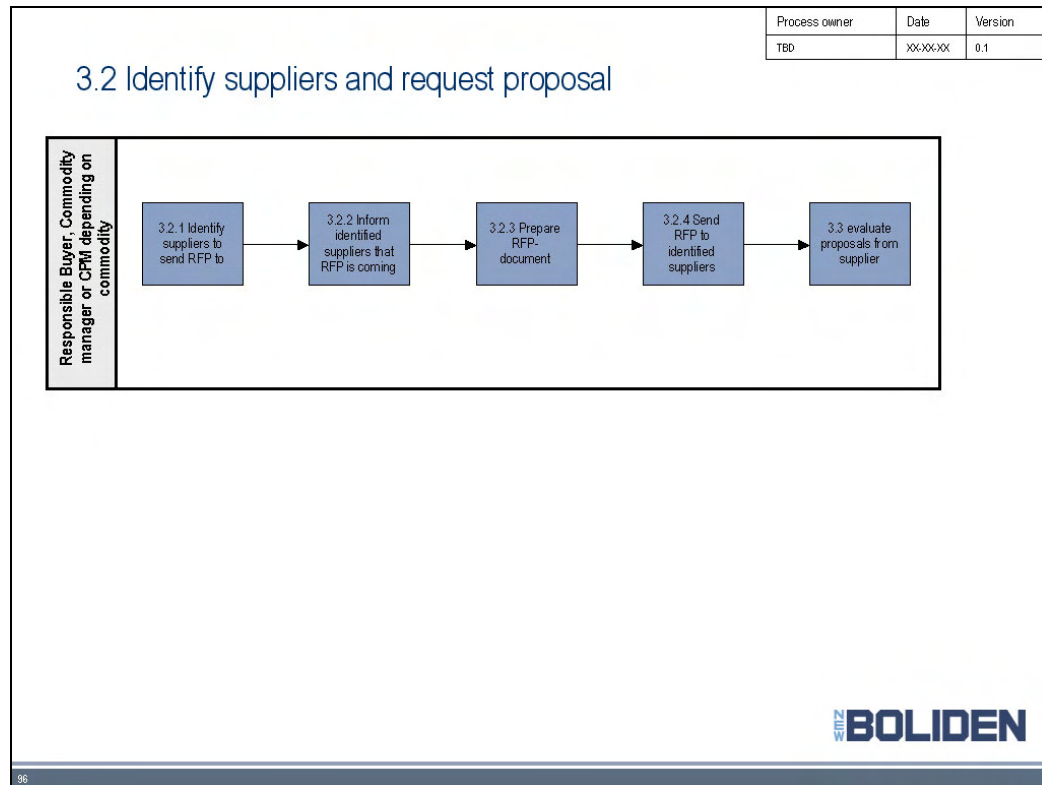 Process owner Date Version
TBD XX-XX-XX 0.1
3.2 Identify suppliers and request proposal
Responsible Buyer, Commodity
manager or CPM depending on
commodity
3.2.1 Identify
suppliers to
send RFP to
3.2.2 Inform
identified
suppliers that
RFP is coming
3.2.3 Prepare
RFP-
document
3.2.4 Send
RFP to
identified
suppliers
3.3 evaluate
proposals from
supplier
NEW BOLIDEN
96